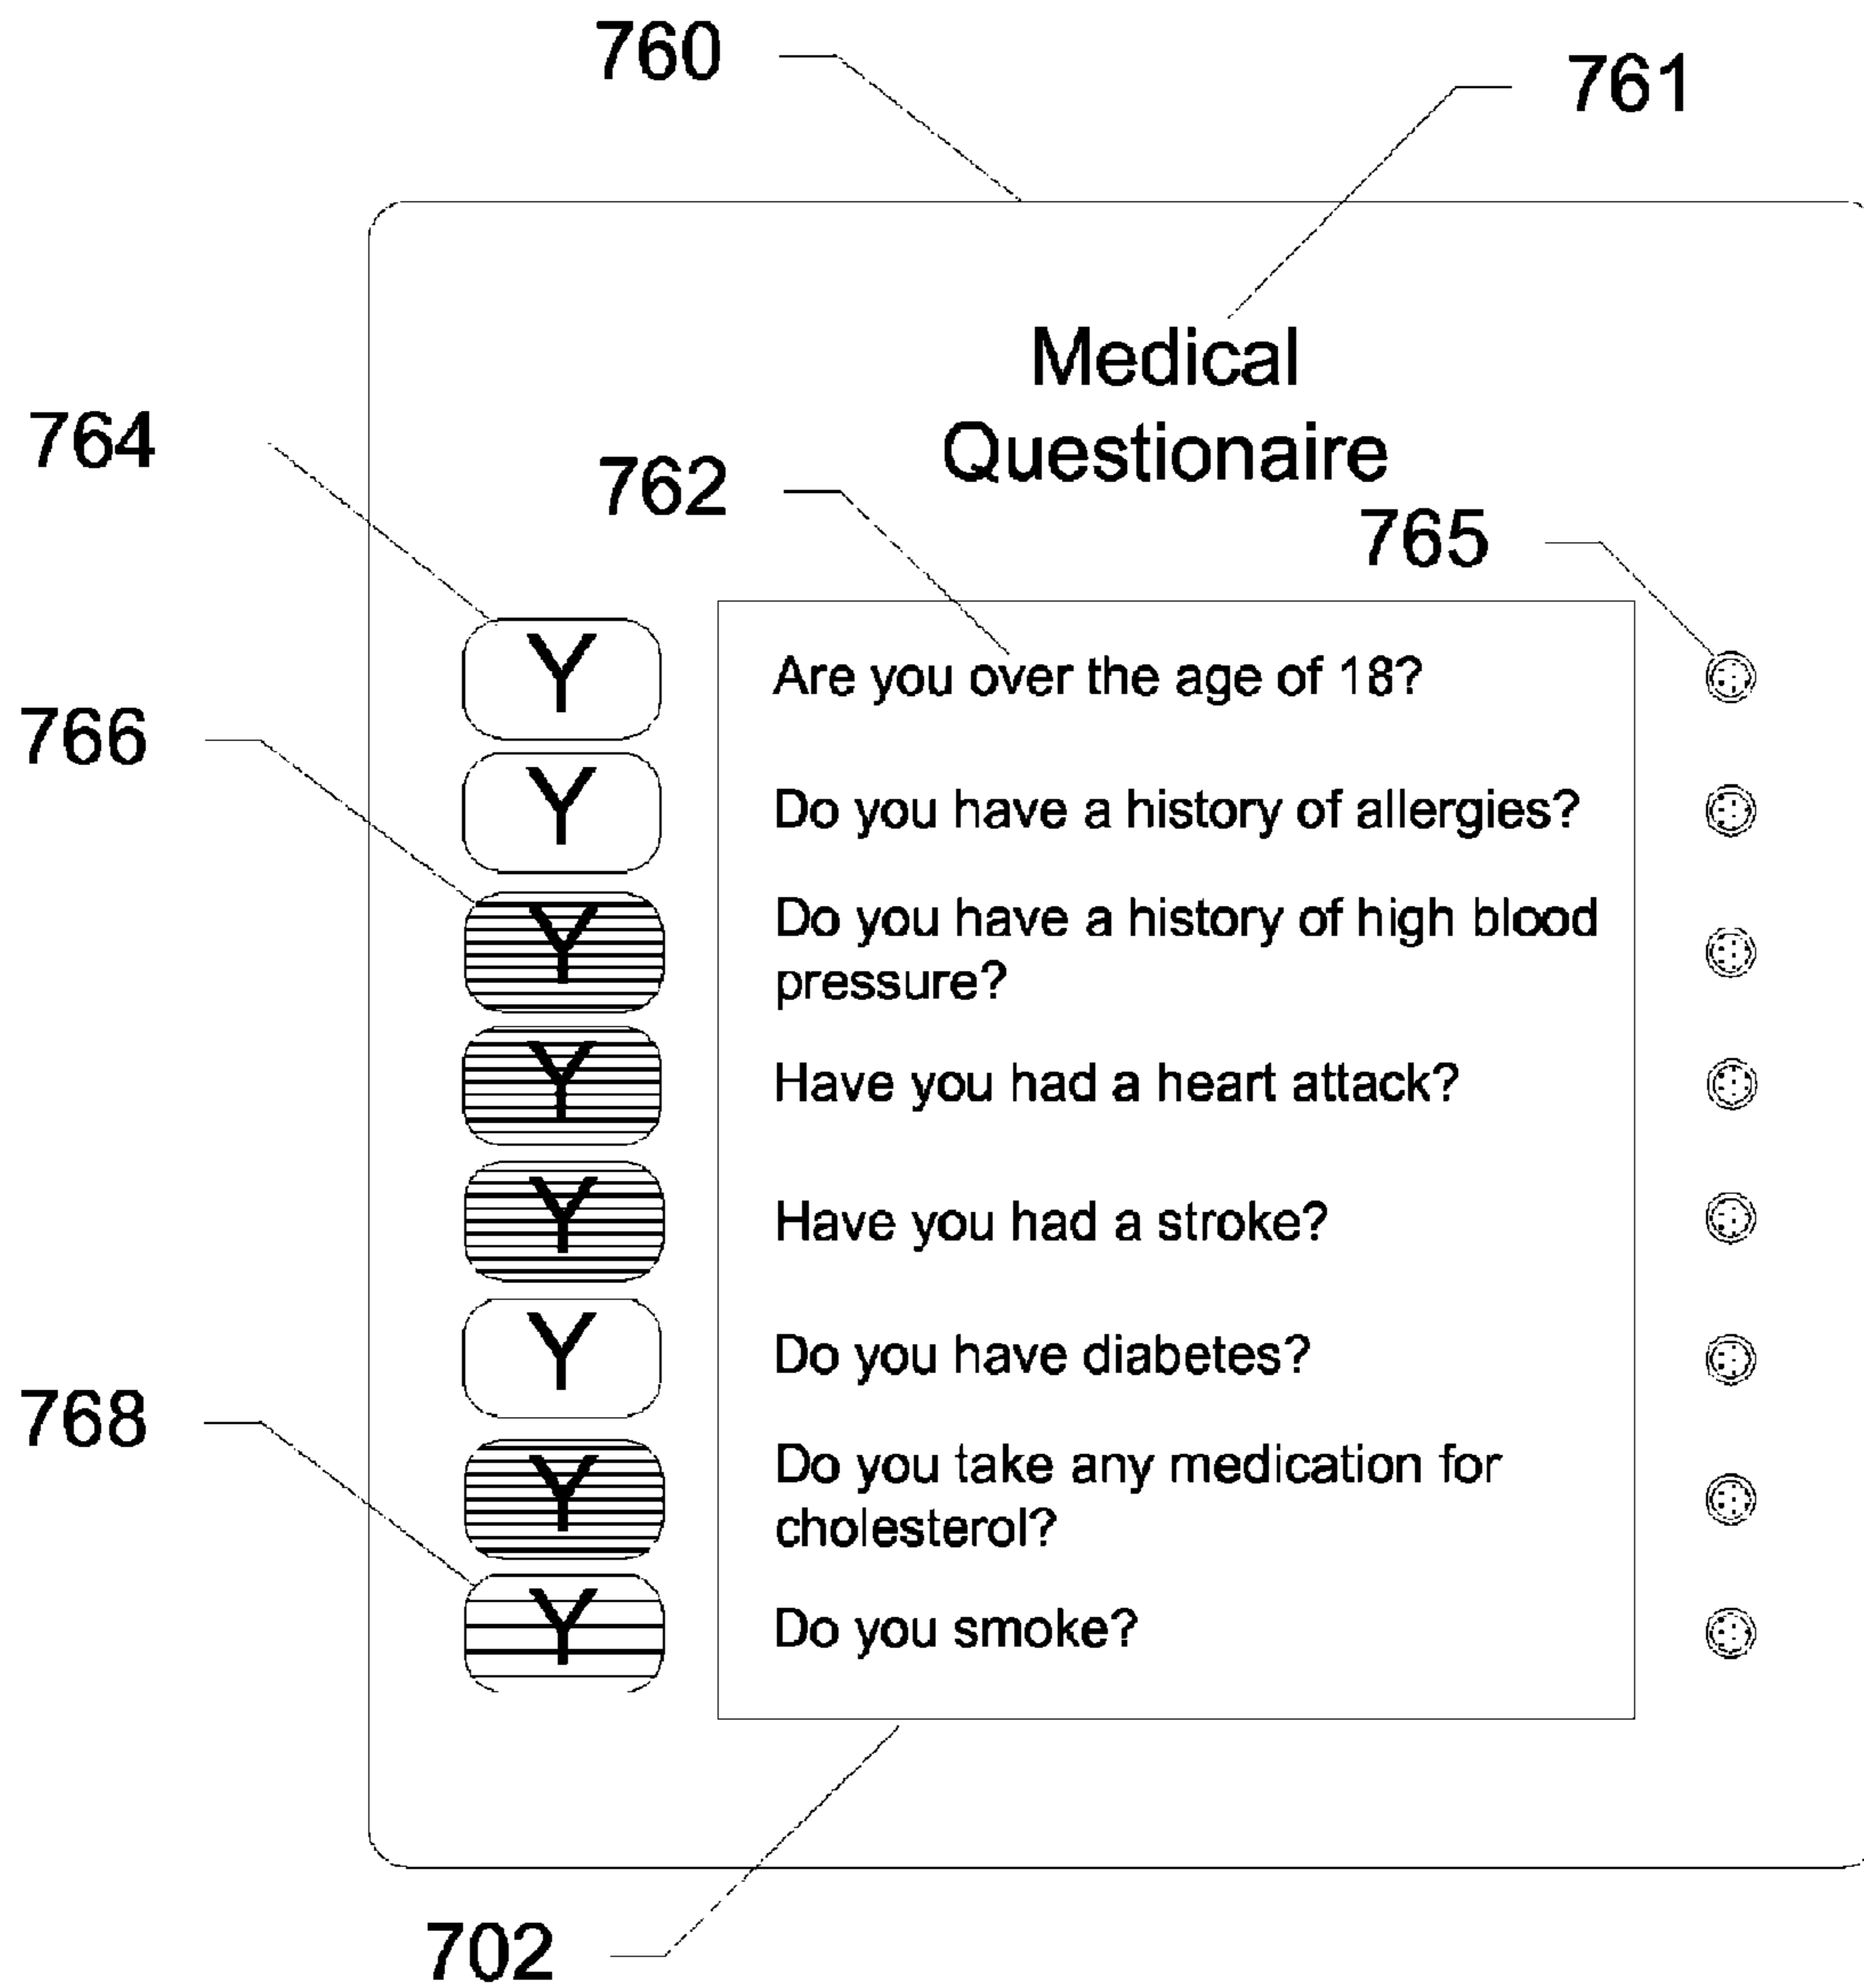 760
761
Medical
Questionaire
764
762
765
Y Are you over the age of 18?
766
Y Do you have a history of allergies?
Y Do you have a history of high blood
pressure?
Y Have you had a heart attack?
Y Have you had a stroke?
Y Do you have diabetes?
768
Y Do you take any medication for
cholesterol?
Y Do you smoke?
702